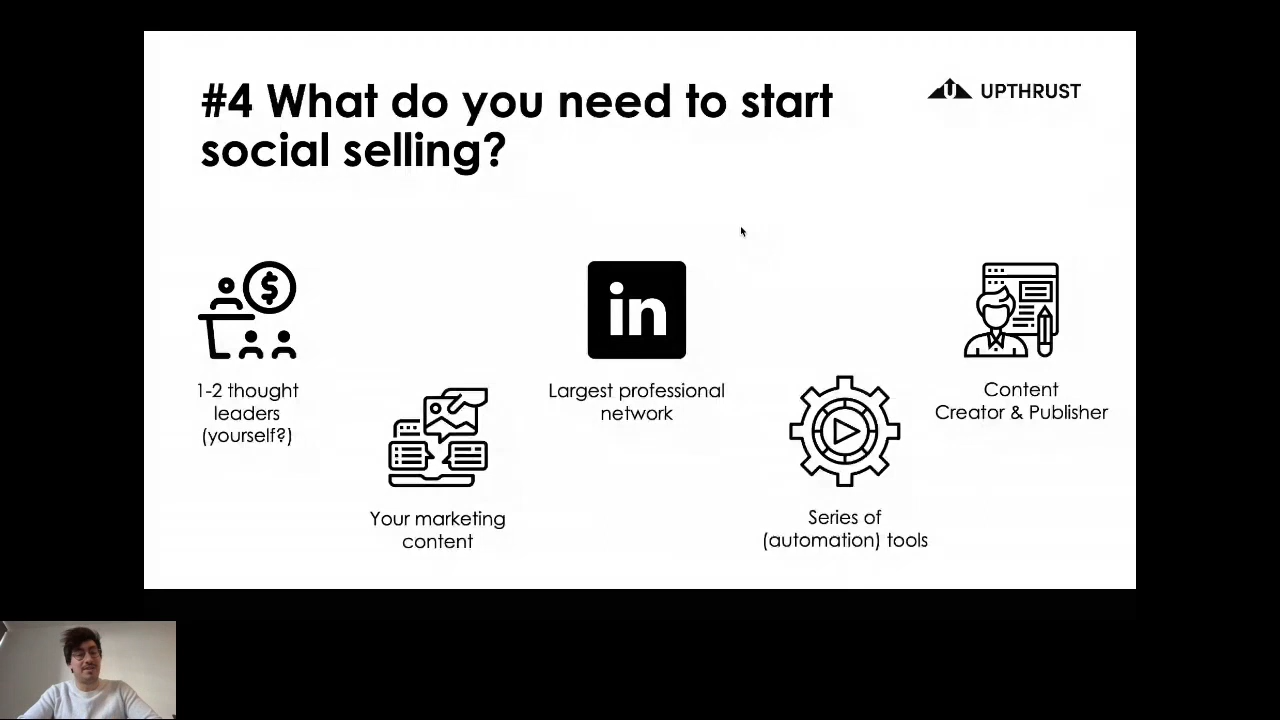 #4 What do you need to start
social selling?
UPTHRUST
1-2 thought
leaders
(yourself?)
Your marketing
content
in
Largest professional
network
Series of
(automation) tools
Content
Creator & Publisher